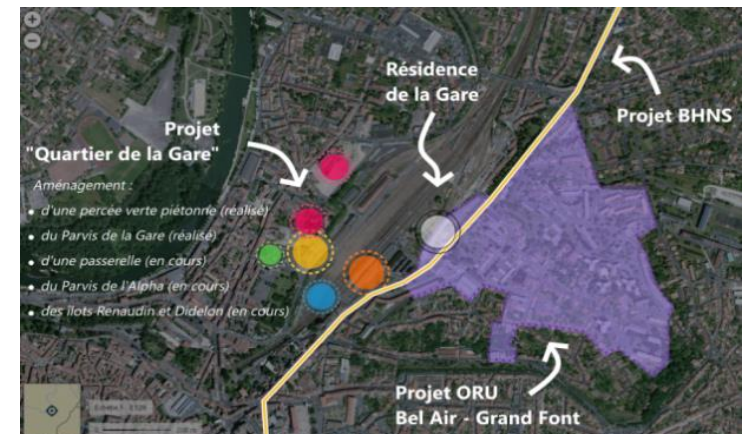 Résidence
de la Gare
Projet BHNS
Projet
"Quartier de la Gare"
Aménagement :
• d'une percée verte piétonne (réalisé)
• du Parvis de la Gare (réalisé)
• d'une passerelle (en cours)
• du Parvis de l'Alpha (en cours)
• des îlots Renaudin et Didelon (en cours)
Projet ORU
Bel Air - Grand Font